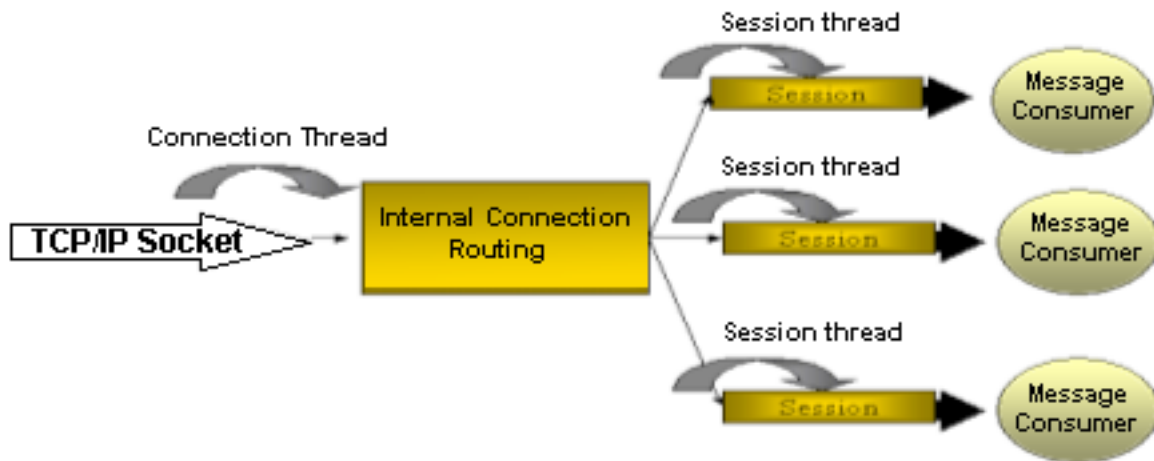 Session thread
Session
Message
Consumer
Connection Thread
Session thread
Internal Connection
Routing
TCP/IP Socket
Session
Message
Consumer
Session thread
Session
Message
Consumer